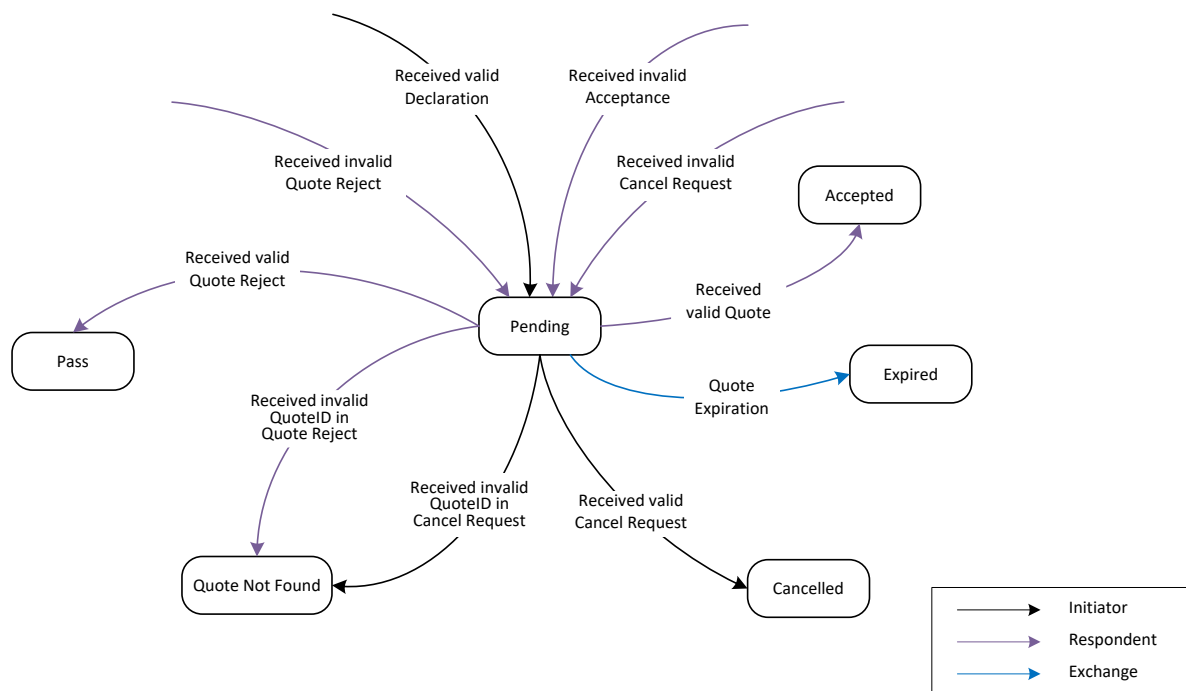 Received valid
Declaration
Received invalid
Acceptance
Received invalid
Quote Reject
Received invalid
Cancel Request
Accepted
Received valid
Quote Reject
Received
valid Quote
Pending
Pass
Expired
Quote
Expiration
Received invalid
QuoteID in
Quote Reject
Received invalid
QuoteID in
Cancel Request
Received valid
Cancel Request
Quote Not Found
Cancelled
Initiator
Respondent
Exchange